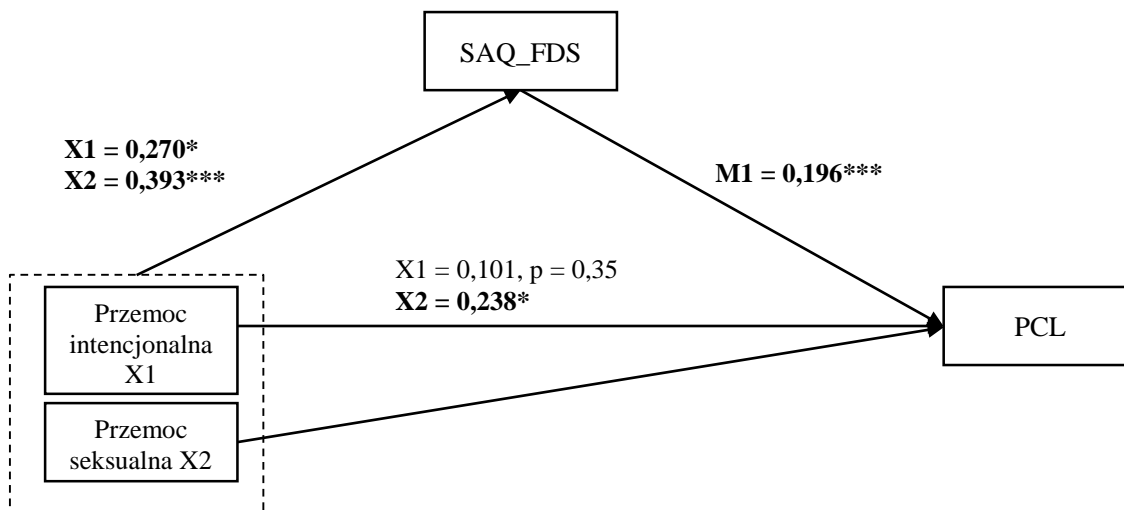 SAQ_FDS
X1 = 0,270*
X2 = 0,393***
M1 = 0,196***
X1 = 0,101, p = 0,35
X2 = 0,238*
Przemoc
intencjonalna
X1
PCL
Przemoc
seksualna X2